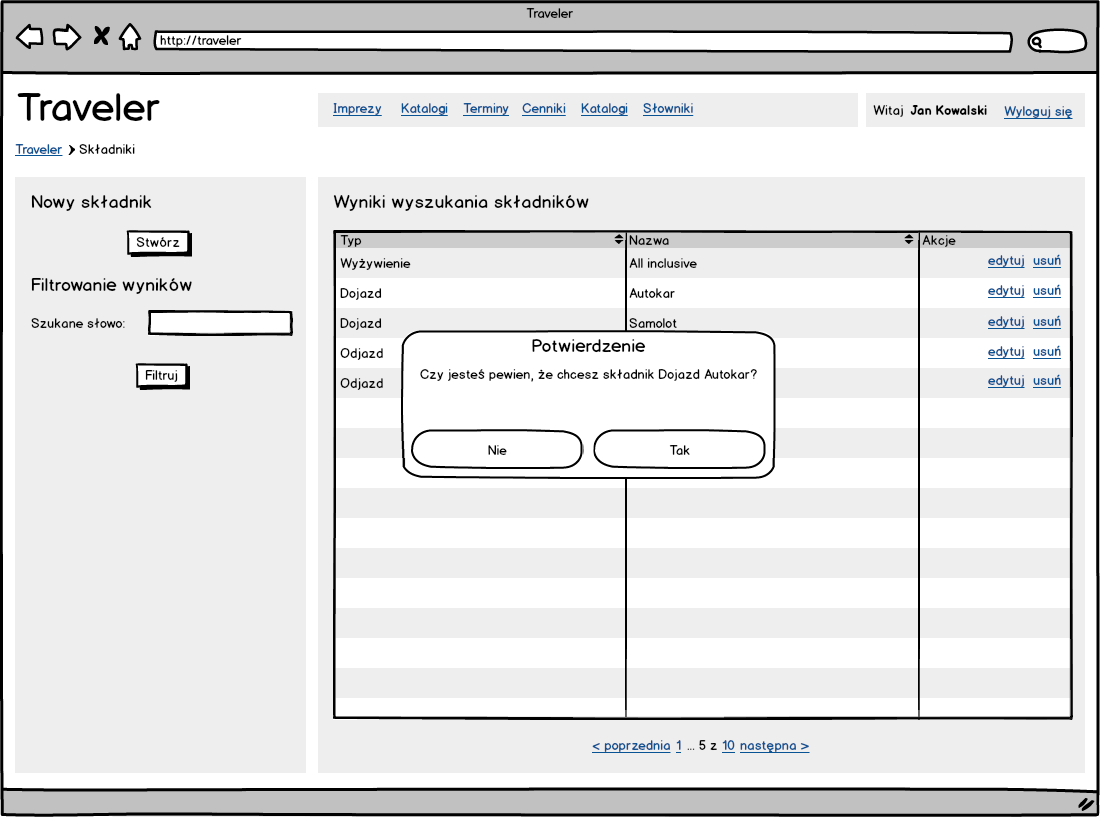 Traveler
http://traveler
Traveler
Imprezy Katalogi Terminy Cenniki Katalogi Słowniki
Witaj Jan Kowalski Wyloguj się
Traveler > Składniki
Nowy składnik
Stwórz
Filtrowanie wyników
Szukane słowo:
Filtruj
Wyniki wyszukania składników
Typ Nazwa Akcje
Wyżywienie All inclusive edytuj usuń
Dojazd Autokar edytuj usuń
Dojazd Samolot edytuj usuń
Odjazd edytuj usuń
Odjazd edytuj usuń
Potwierdzenie
Czy jesteś pewien, że chcesz składnik Dojazd Autokar?
Nie Tak
< poprzednia 1 ... 5 z 10 następna >